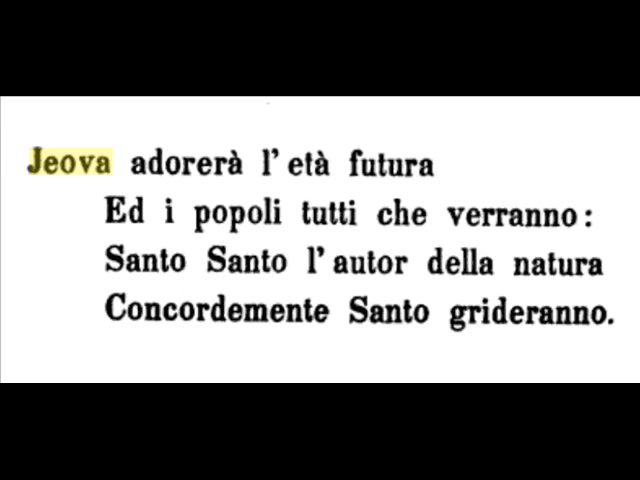 Jeova adorerà l' età futura
Ed i popoli tutti che verranno:
Santo Santo l' autor della natura
Concordemente Santo grideranno.